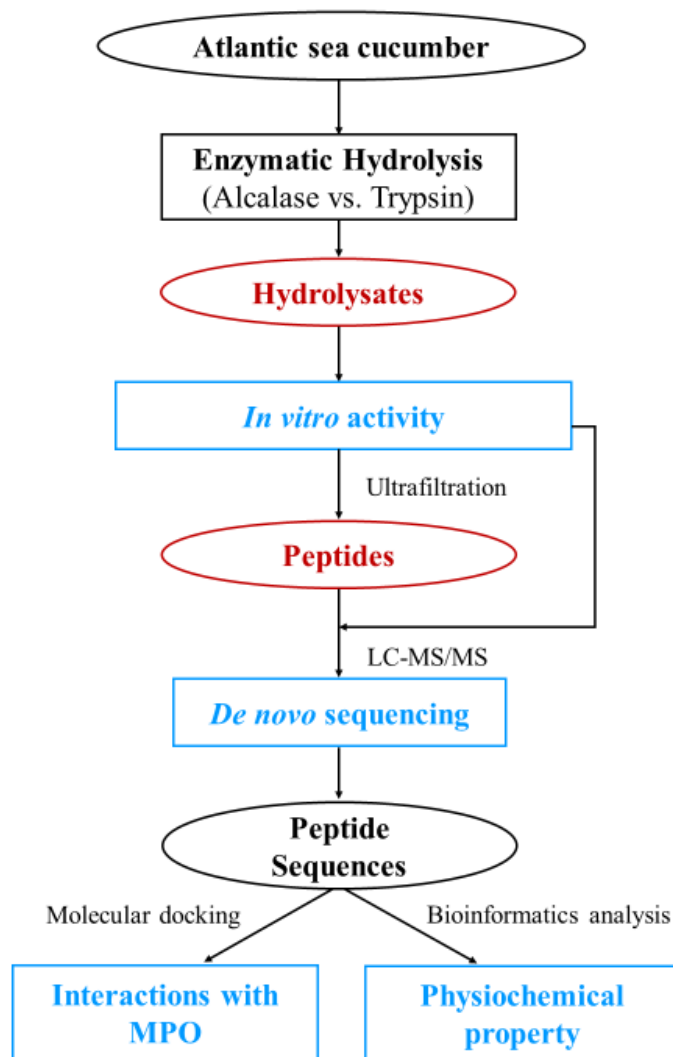 Atlantic sea cucumber
Enzymatic Hydrolysis
(Alcalase vs. Trypsin)
Hydrolysates
In vitro activity
Ultrafiltration
Peptides
LC-MS/MS
De novo sequencing
Peptide
Sequences
Molecular docking
Bioinformatics analysis
Interactions with
MPO
Physiochemical
property